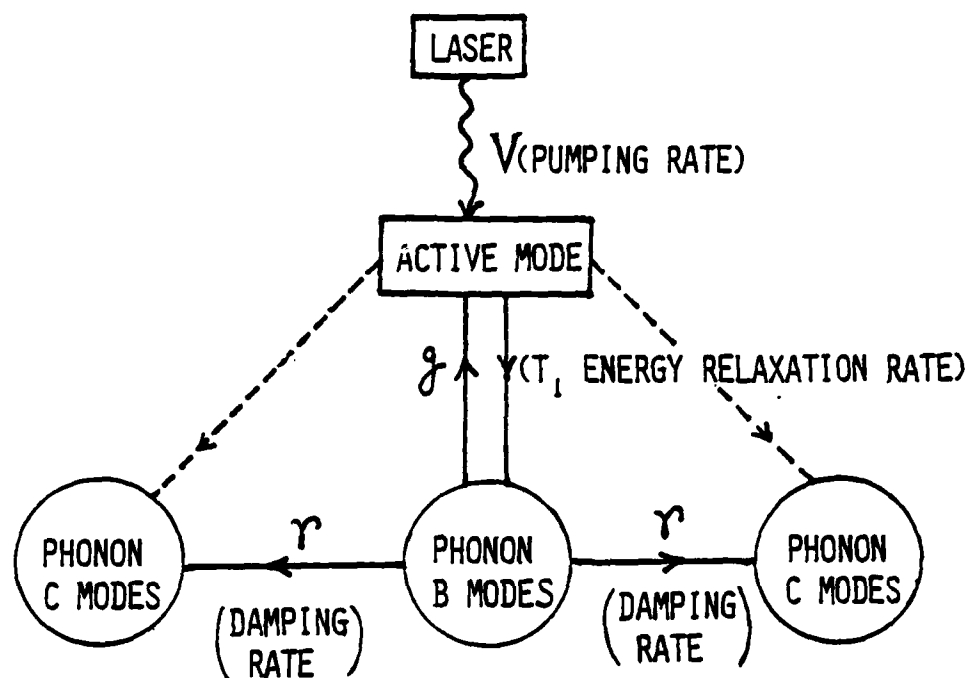 LASER
V(PUMPING RATE)
ACTIVE MODE
g
(T₁ ENERGY RELAXATION RATE)
PHONON
C MODES
γ
(DAMPING
RATE)
PHONON
B MODES
γ
(DAMPING
RATE)
PHONON
C MODES